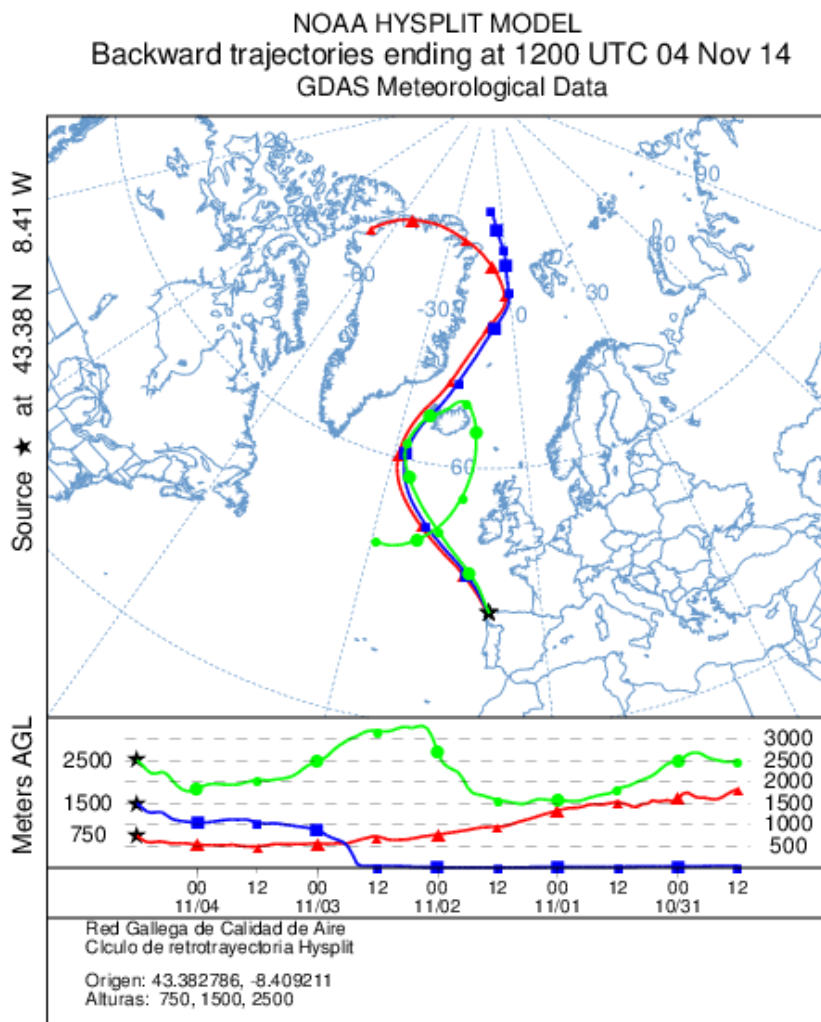 NOAA HYSPLIT MODEL
Backward trajectories ending at 1200 UTC 04 Nov 14
GDAS Meteorological Data
Source ★ at 43.38 N 8.41 W
90
60
-60
30
-30
0
60
Meters AGL
2500
1500
750
3000
2500
2000
1500
1000
500
00 12 00 12 00 12 00 12 00 12
11/04 11/03 11/02 11/01 10/31
Red Gallega de Calidad de Aire
Clculo de retrotrayectoria Hysplit
Origen: 43.382786, -8.409211
Alturas: 750, 1500, 2500